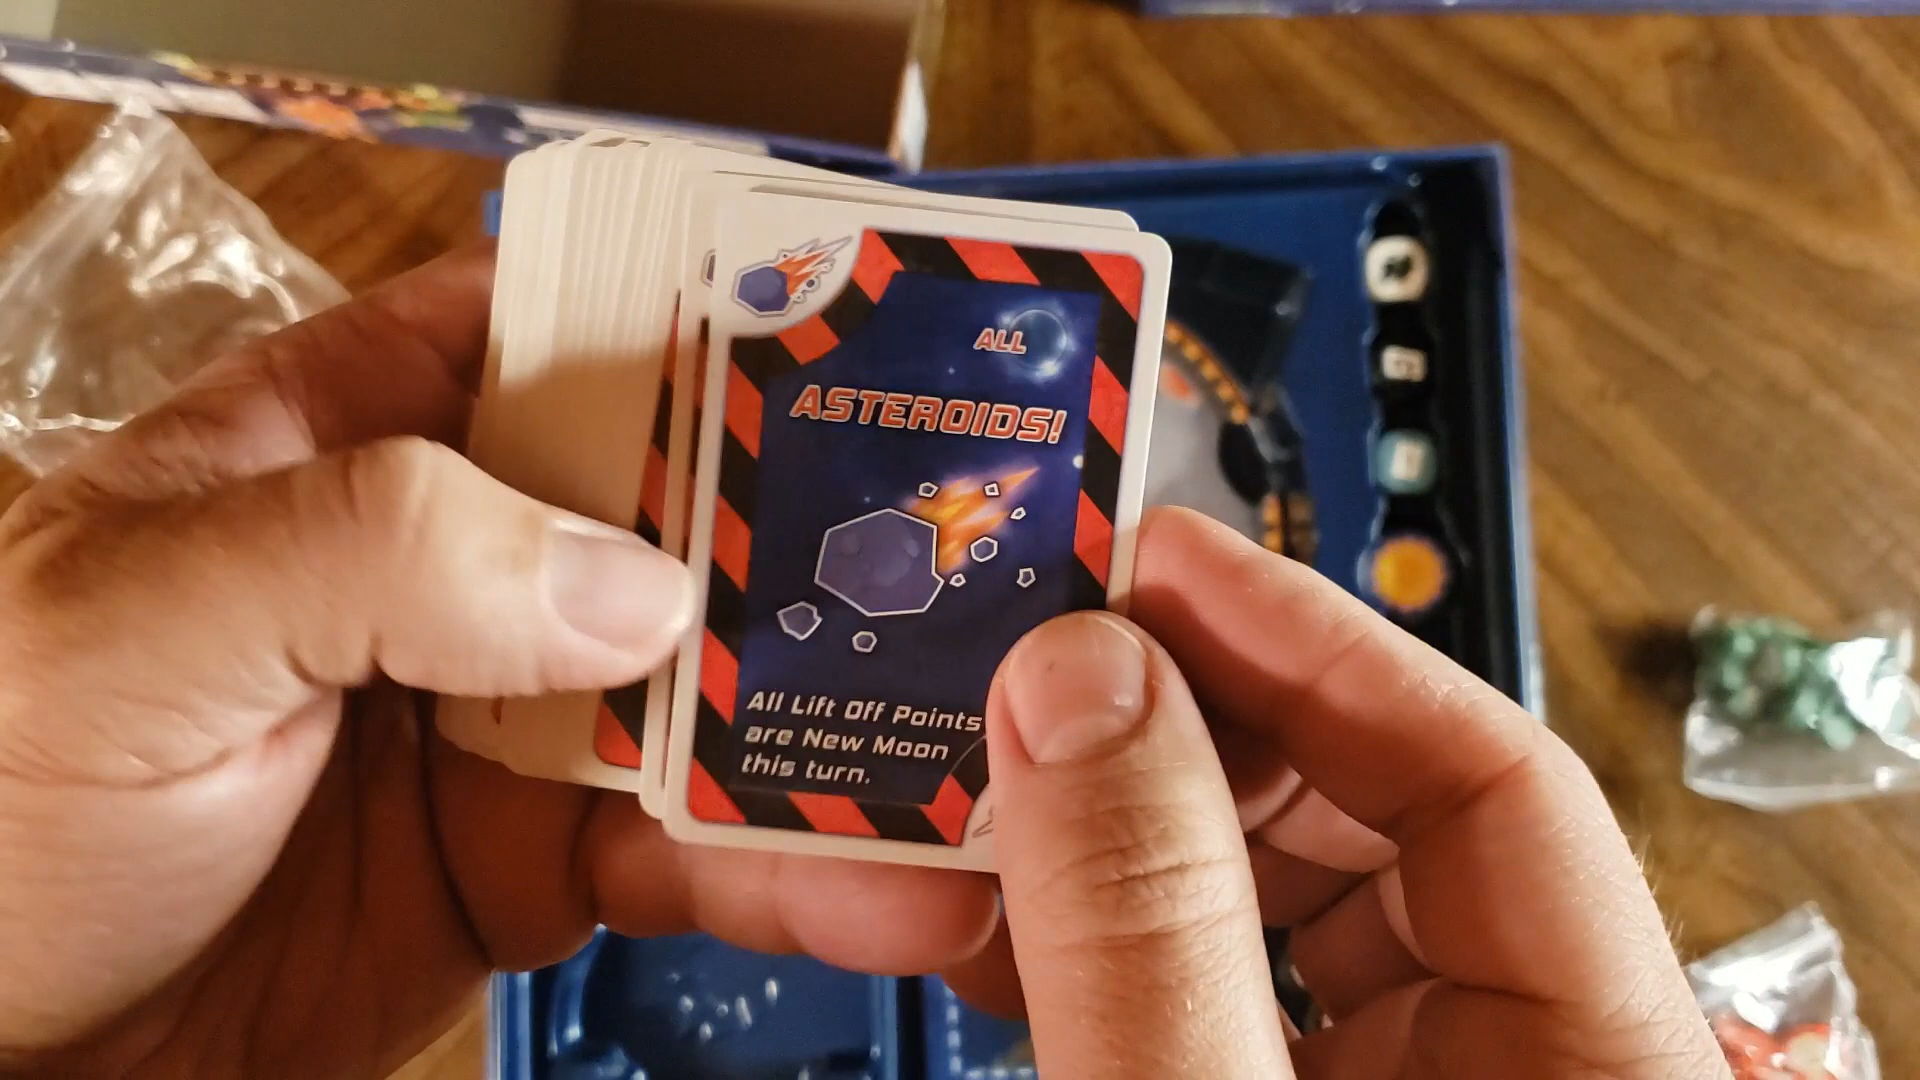 ALL
ASTEROIDS!
All Lift Off Points
are New Moon
this turn.